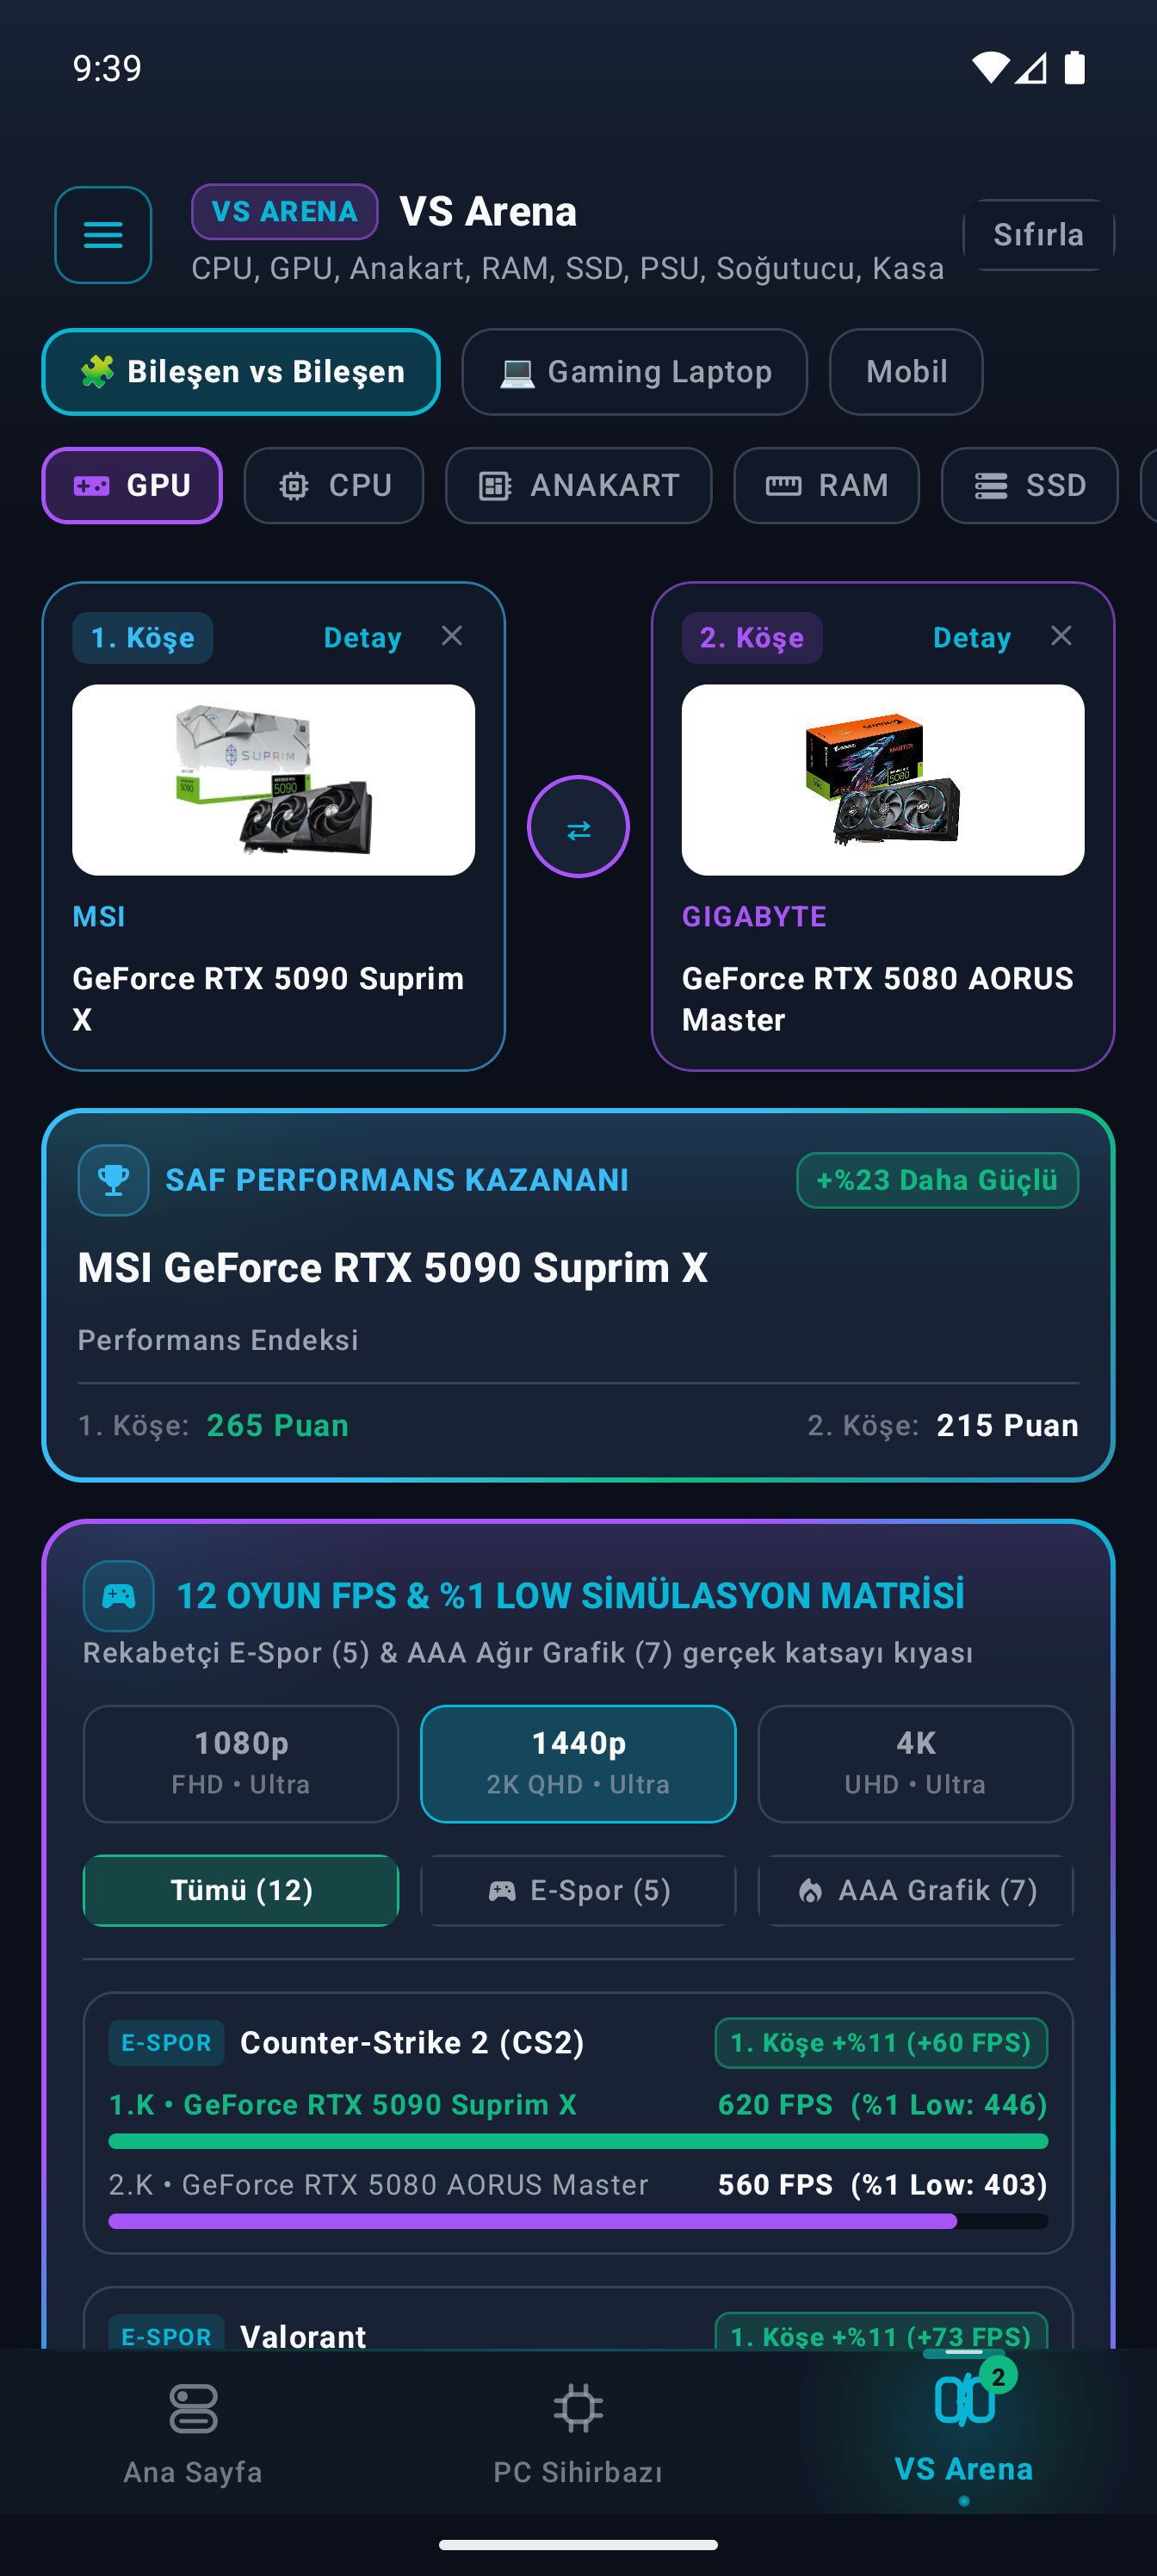 9:39
VS ARENA VS Arena
CPU, GPU, Anakart, RAM, SSD, PSU, Soğutucu, Kasa
Sıfırla
Bileşen vs Bileşen
Gaming Laptop
Mobil
GPU
CPU
ANAKART
RAM
SSD
1. Köşe
Detay
SUPRIM
5090
5090
MSI
GeForce RTX 5090 Suprim
X
2. Köşe
Detay
MASTER
5080
GIGABYTE
GeForce RTX 5080 AORUS
Master
SAF PERFORMANS KAZANANI
+%23 Daha Güçlü
MSI GeForce RTX 5090 Suprim X
Performans Endeksi
1. Köşe: 265 Puan
2. Köşe: 215 Puan
12 OYUN FPS & %1 LOW SİMÜLASYON MATRİSİ
Rekabetçi E-Spor (5) & AAA Ağır Grafik (7) gerçek katsayı kıyası
1080p
FHD • Ultra
1440p
2K QHD • Ultra
4K
UHD • Ultra
Tümü (12)
E-Spor (5)
AAA Grafik (7)
E-SPOR Counter-Strike 2 (CS2)
1. Köşe +%11 (+60 FPS)
1.K • GeForce RTX 5090 Suprim X
620 FPS (%1 Low: 446)
2.K • GeForce RTX 5080 AORUS Master
560 FPS (%1 Low: 403)
E-SPOR Valorant
1. Köşe +%11 (+73 FPS)
Ana Sayfa
PC Sihirbazı
2
VS Arena